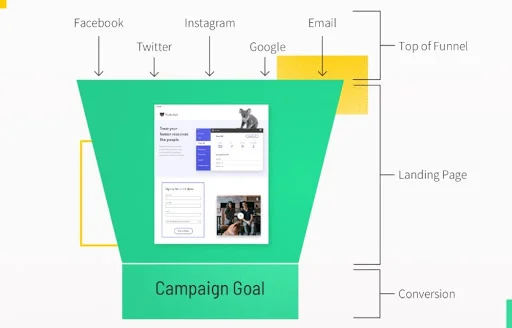 Facebook
Instagram
Email
Twitter
Google
Top of Funnel
Treat your
human resources
like people.
Landing Page
Campaign Goal
Conversion